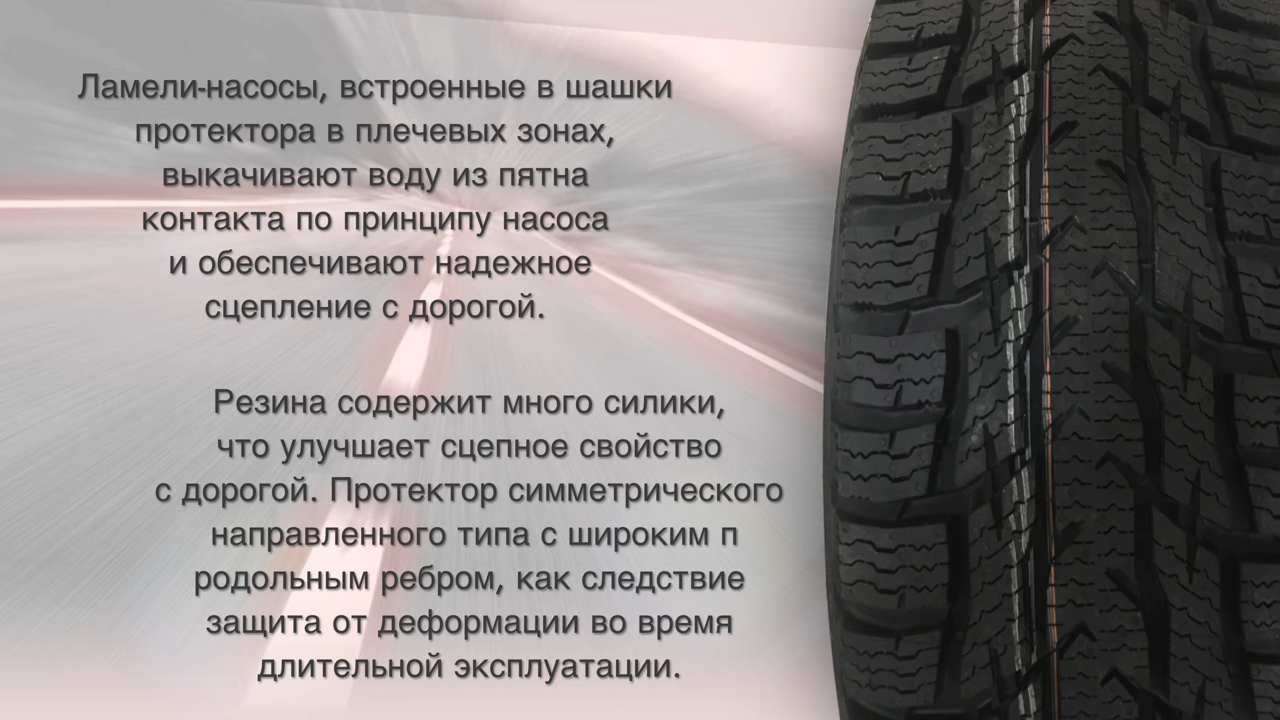 Ламели-насосы, встроенные в шашки
протектора в плечевых зонах,
выкачивают воду из пятна
контакта по принципу насоса
и обеспечивают надежное
сцепление с дорогой.
Резина содержит много силики,
что улучшает сцепное свойство
с дорогой. Протектор симметрического
направленного типа с широким п
родольным ребром, как следствие
защита от деформации во время
длительной эксплуатации.